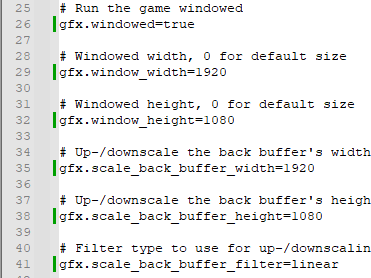 25 # Run the game windowed
26 gfx.windowed=true
27
28 # Windowed width, 0 for default size
29 gfx.window_width=1920
30
31 # Windowed height, 0 for default size
32 gfx.window_height=1080
33
34 # Up-/downscale the back buffer's width
35 gfx.scale_back_buffer_width=1920
36
37 # Up-/downscale the back buffer's heigh
38 gfx.scale_back_buffer_height=1080
39
40 # Filter type to use for up-/downscalin
41 gfx.scale_back_buffer_filter=linear